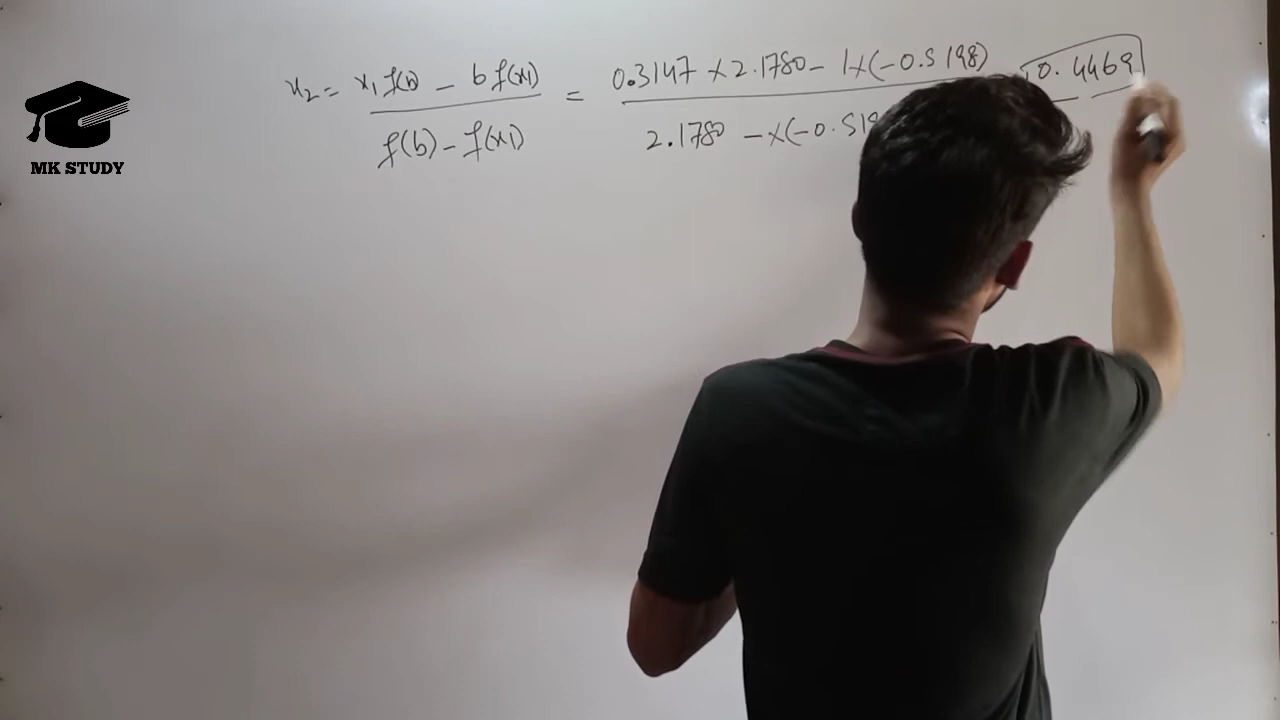 x2 = x1 f(b) - b f(x1) = 0.3147 × 2.1780 - 1×(-0.5198) 0.4469
f(b) - f(x1) 2.1780 - ×(-0.519
MK STUDY